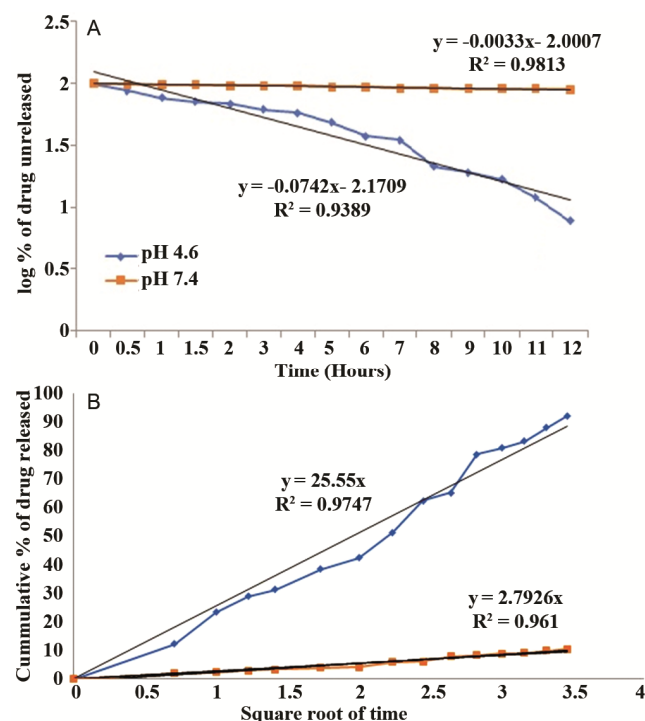 A
2.5
2
1.5
1
0.5
0
log % of drug unreleased
y = -0.0033x- 2.0007
R² = 0.9813
y = -0.0742x- 2.1709
R² = 0.9389
pH 4.6
pH 7.4
0 0.5 1 1.5 2 3 4 5 6 7 8 9 10 11 12
Time (Hours)
B
100
90
80
70
60
50
40
30
20
10
0
Cummulative % of drug released
y = 25.55x
R² = 0.9747
y = 2.7926x
R² = 0.961
0.5 1 1.5 2 2.5 3 3.5 4
Square root of time